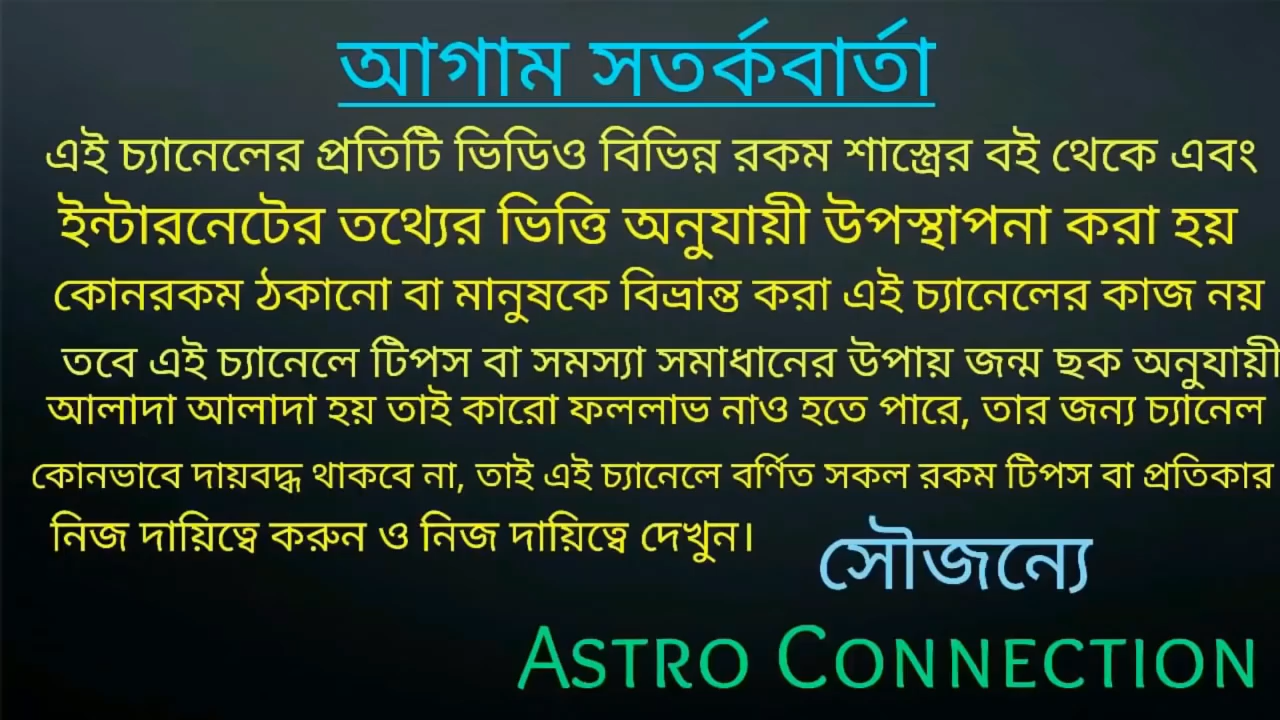 আগাম সতর্কবার্তা
এই চ্যানেলের প্রতিটি ভিডিও বিভিন্ন রকম শাস্ত্রের বই থেকে এবং
ইন্টারনেটের তথ্যের ভিত্তি অনুযায়ী উপস্থাপনা করা হয়
কোনরকম ঠকানো বা মানুষকে বিভ্রান্ত করা এই চ্যানেলের কাজ নয়
তবে এই চ্যানেলে টিপস বা সমস্যা সমাধানের উপায় জন্ম ছক অনুযায়ী
আলাদা আলাদা হয় তাই কারো ফললাভ নাও হতে পারে, তার জন্য চ্যানেল
কোনভাবে দায়বদ্ধ থাকবে না, তাই এই চ্যানেলে বর্ণিত সকল রকম টিপস বা প্রতিকার
নিজ দায়িত্বে করুন ও নিজ দায়িত্বে দেখুন।
সৌজন্যে
ASTRO CONNECTION